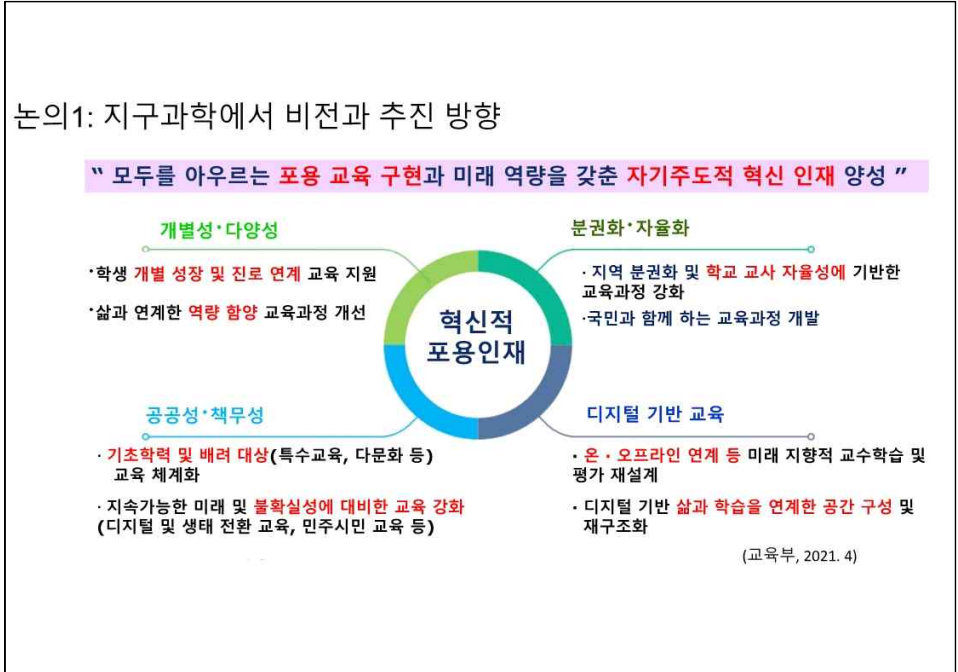 논의1: 지구과학에서 비전과 추진 방향
“ 모두를 아우르는 포용 교육 구현과 미래 역량을 갖춘 자기주도적 혁신 인재 양성 ”
개별성·다양성
·학생 개별 성장 및 진로 연계 교육 지원
·삶과 연계한 역량 함양 교육과정 개선
분권화·자율화
· 지역 분권화 및 학교 교사 자율성에 기반한
교육과정 강화
·국민과 함께 하는 교육과정 개발
혁신적
포용인재
공공성·책무성
· 기초학력 및 배려 대상(특수교육, 다문화 등)
교육 체계화
· 지속가능한 미래 및 불확실성에 대비한 교육 강화
(디지털 및 생태 전환 교육, 민주시민 교육 등)
디지털 기반 교육
· 온·오프라인 연계 등 미래 지향적 교수학습 및
평가 재설계
· 디지털 기반 삶과 학습을 연계한 공간 구성 및
재구조화
(교육부, 2021. 4)